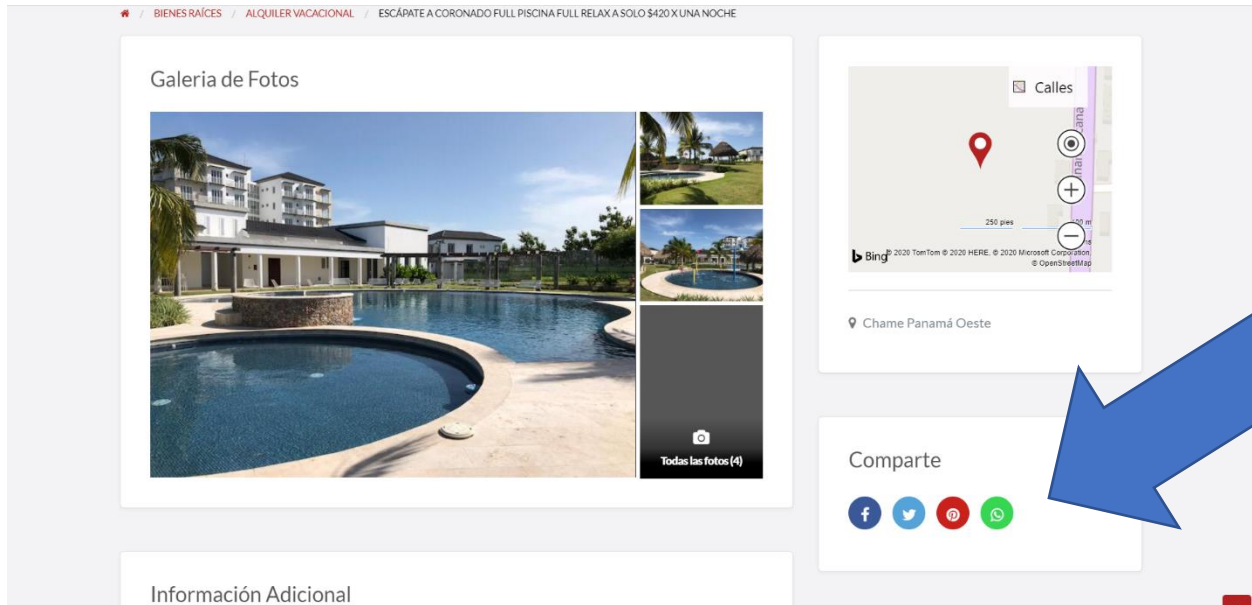 / BIENES RAÍCES / ALQUILER VACACIONAL / ESCÁPATE A CORONADO FULL PISCINA FULL RELAX A SOLO $420 X UNA NOCHE
Galeria de Fotos
Todas las fotos (4)
Calles
250 pies
Bing
© 2020 TomTom © 2020 HERE, © 2020 Microsoft Corporation,
© OpenStreetMap
Chame Panamá Oeste
Comparte
Información Adicional